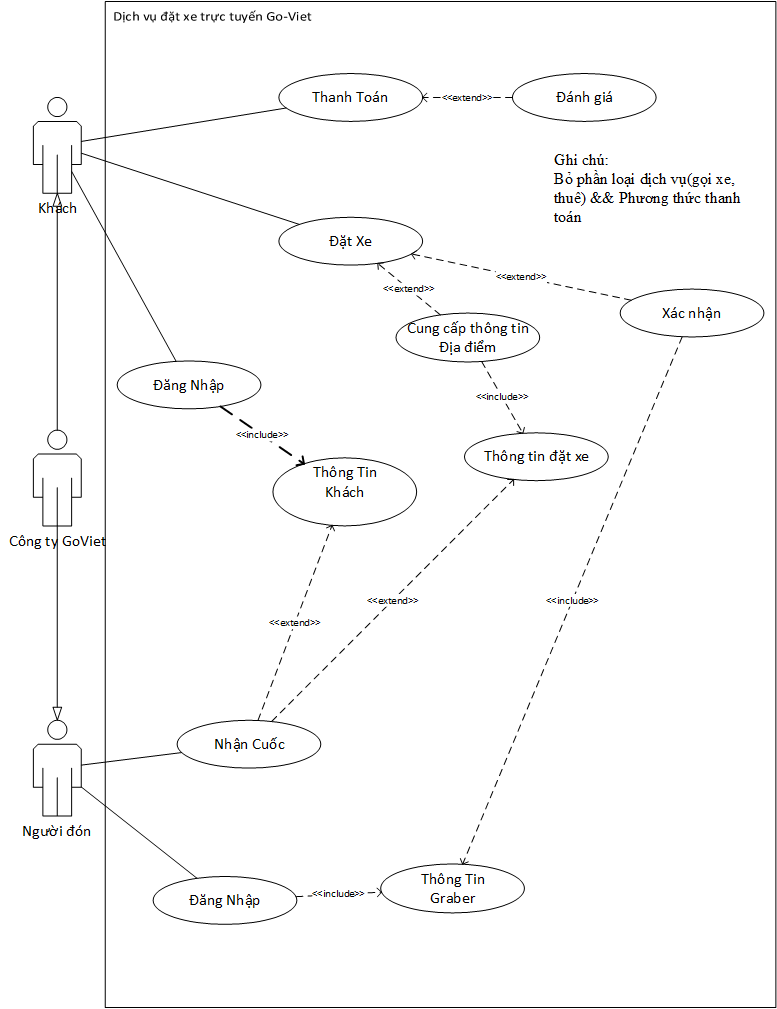 Dịch vụ đặt xe trực tuyến Go-Viet
Thanh Toán
<<extend>>
Đánh giá
Ghi chú:
Bỏ phần loại dịch vụ(gọi xe,
thuê) && Phương thức thanh
toán
Khách
Đặt Xe
<<extend>>
<<extend>>
Xác nhận
Cung cấp thông tin
Địa điểm
Đăng Nhập
<<include>>
<<include>>
Thông tin đặt xe
Thông Tin
Khách
Công ty GoViet
<<extend>>
<<include>>
<<extend>>
Nhận Cuốc
Người đón
Đăng Nhập
<<include>>
Thông Tin
Graber